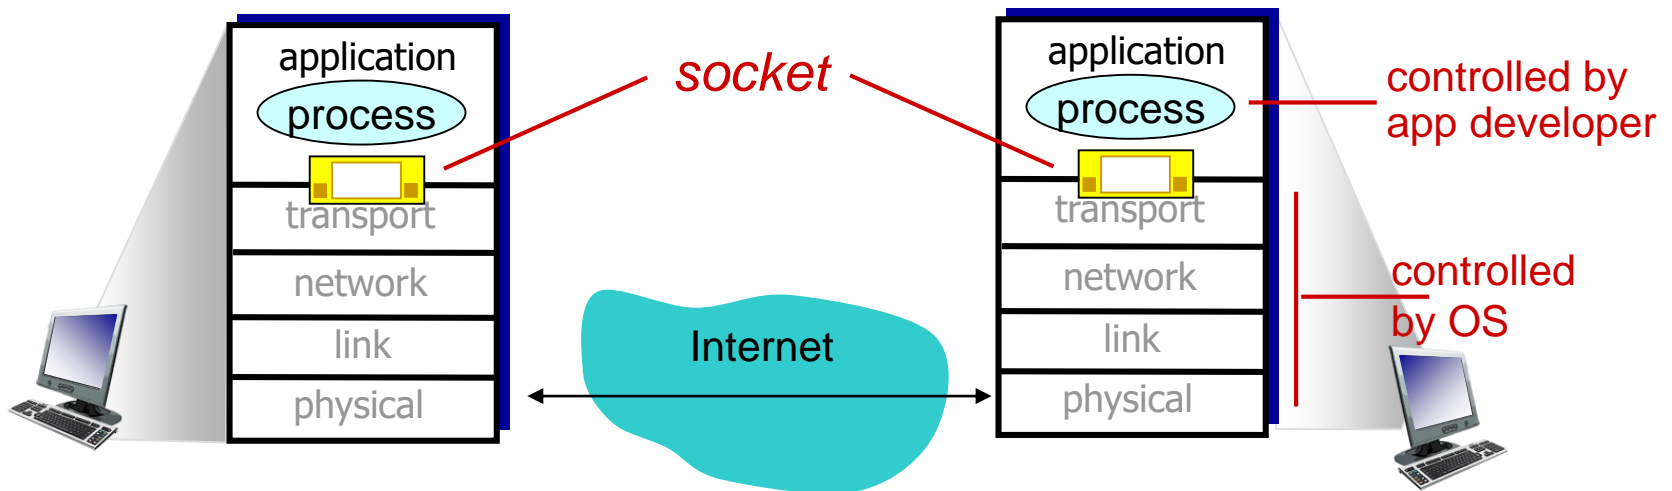 application
process
transport
network
link
physical
socket
Internet
application
process
transport
network
link
physical
controlled by
app developer
controlled
by OS